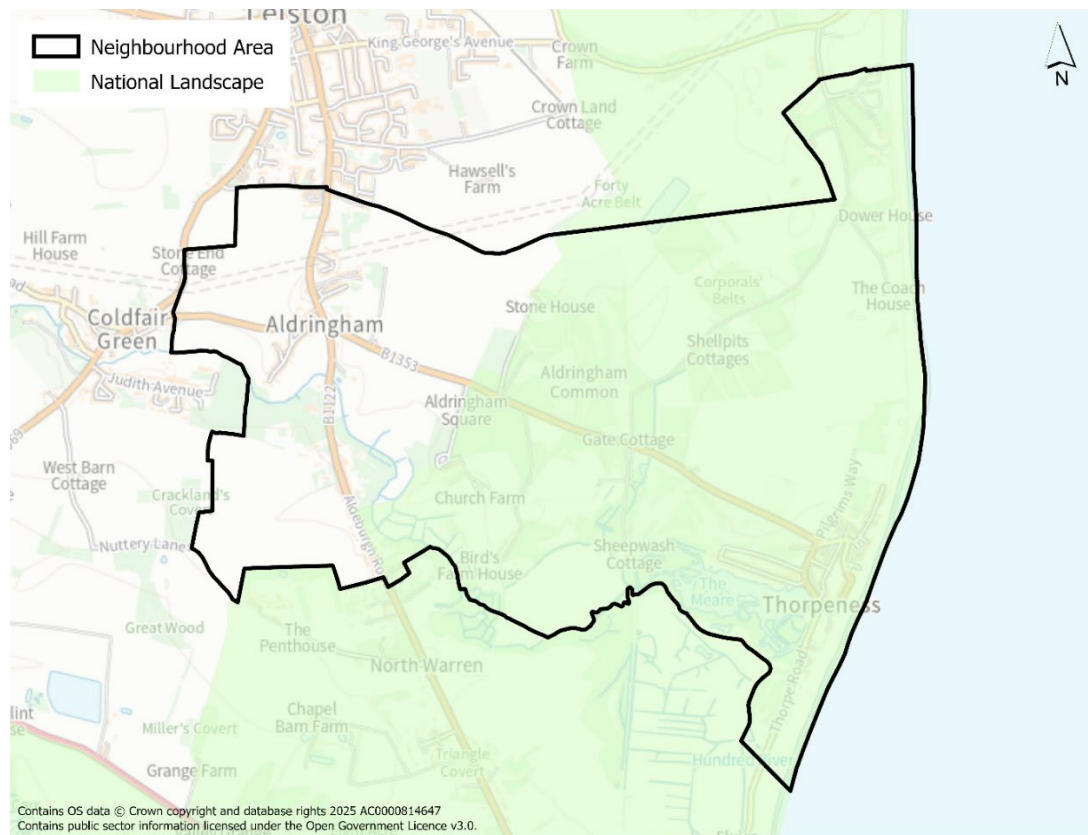 Leiston
Neighbourhood Area
National Landscape
King George's Avenue
Crown
Farm
N
Crown Land
Cottage
Hawsell's
Farm
Forty
Acre Belt
Dower House
Hill Farm
House
Stone End
Cottage
Corporals'
Belts
The Coach
House
Stone House
Coldfair
Green
Aldringham
Shellpits
Cottages
B1353
Judith Avenue
Aldringham
Common
B1122
Aldringham
Square
Gate Cottage
West Barn
Cottage
Crackland's
Covert
Church Farm
Pilgrims Way
Aldeburgh Road
Nuttery Lane
Bird's
Farm House
Sheepwash
Cottage
The
Meare
Thorpeness
Great Wood
The
Penthouse
North Warren
Thorpe Road
Miller's Covert
Chapel
Barn Farm
Triangle
Covert
Hundred River
Grange Farm
Contains OS data © Crown copyright and database rights 2025 AC0000814647
Contains public sector information licensed under the Open Government Licence v3.0.